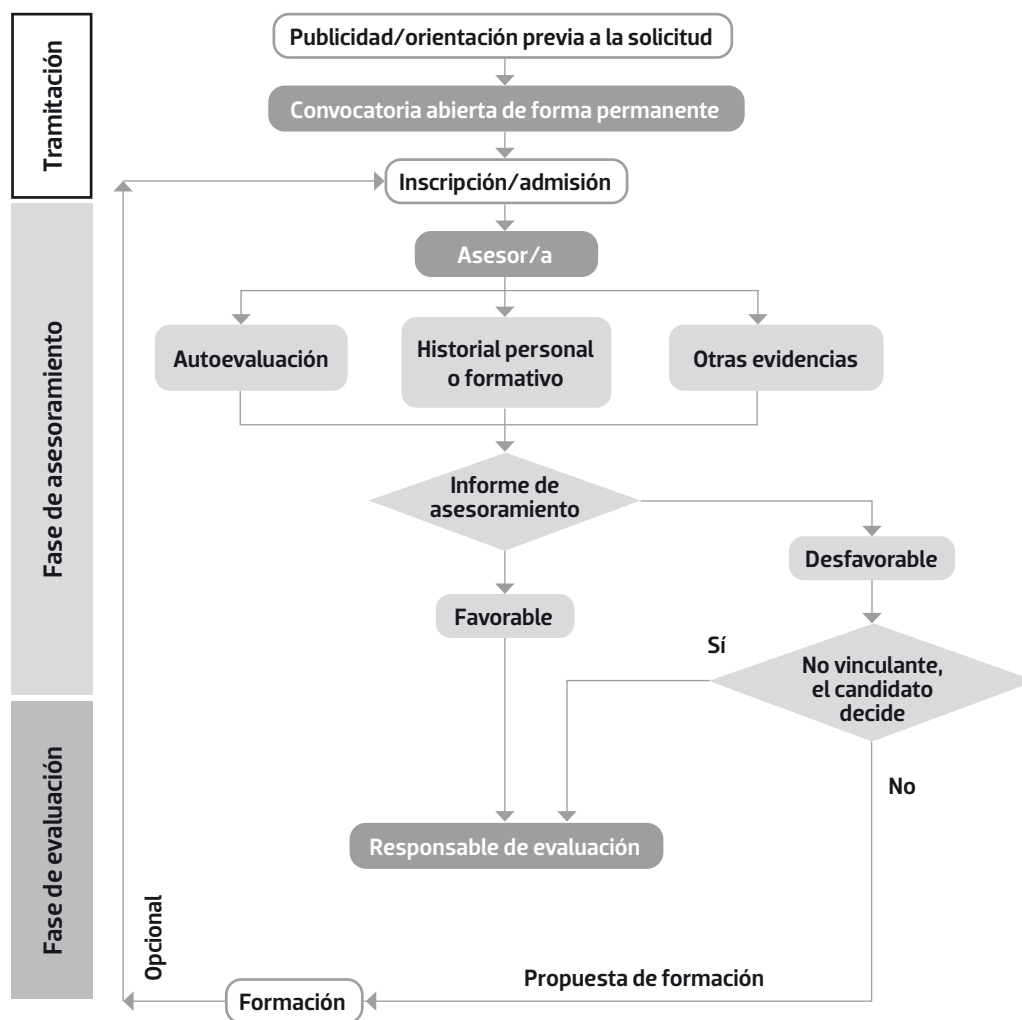 Tramitación
Publicidad/orientación previa a la solicitud
Convocatoria abierta de forma permanente
Inscripción/admisión
Fase de asesoramiento
Asesor/a
Autoevaluación
Historial personal
o formativo
Otras evidencias
Informe de
asesoramiento
Desfavorable
Favorable
Sí
No vinculante,
el candidato
decide
No
Fase de evaluación
Responsable de evaluación
Opcional
Propuesta de formación
Formación